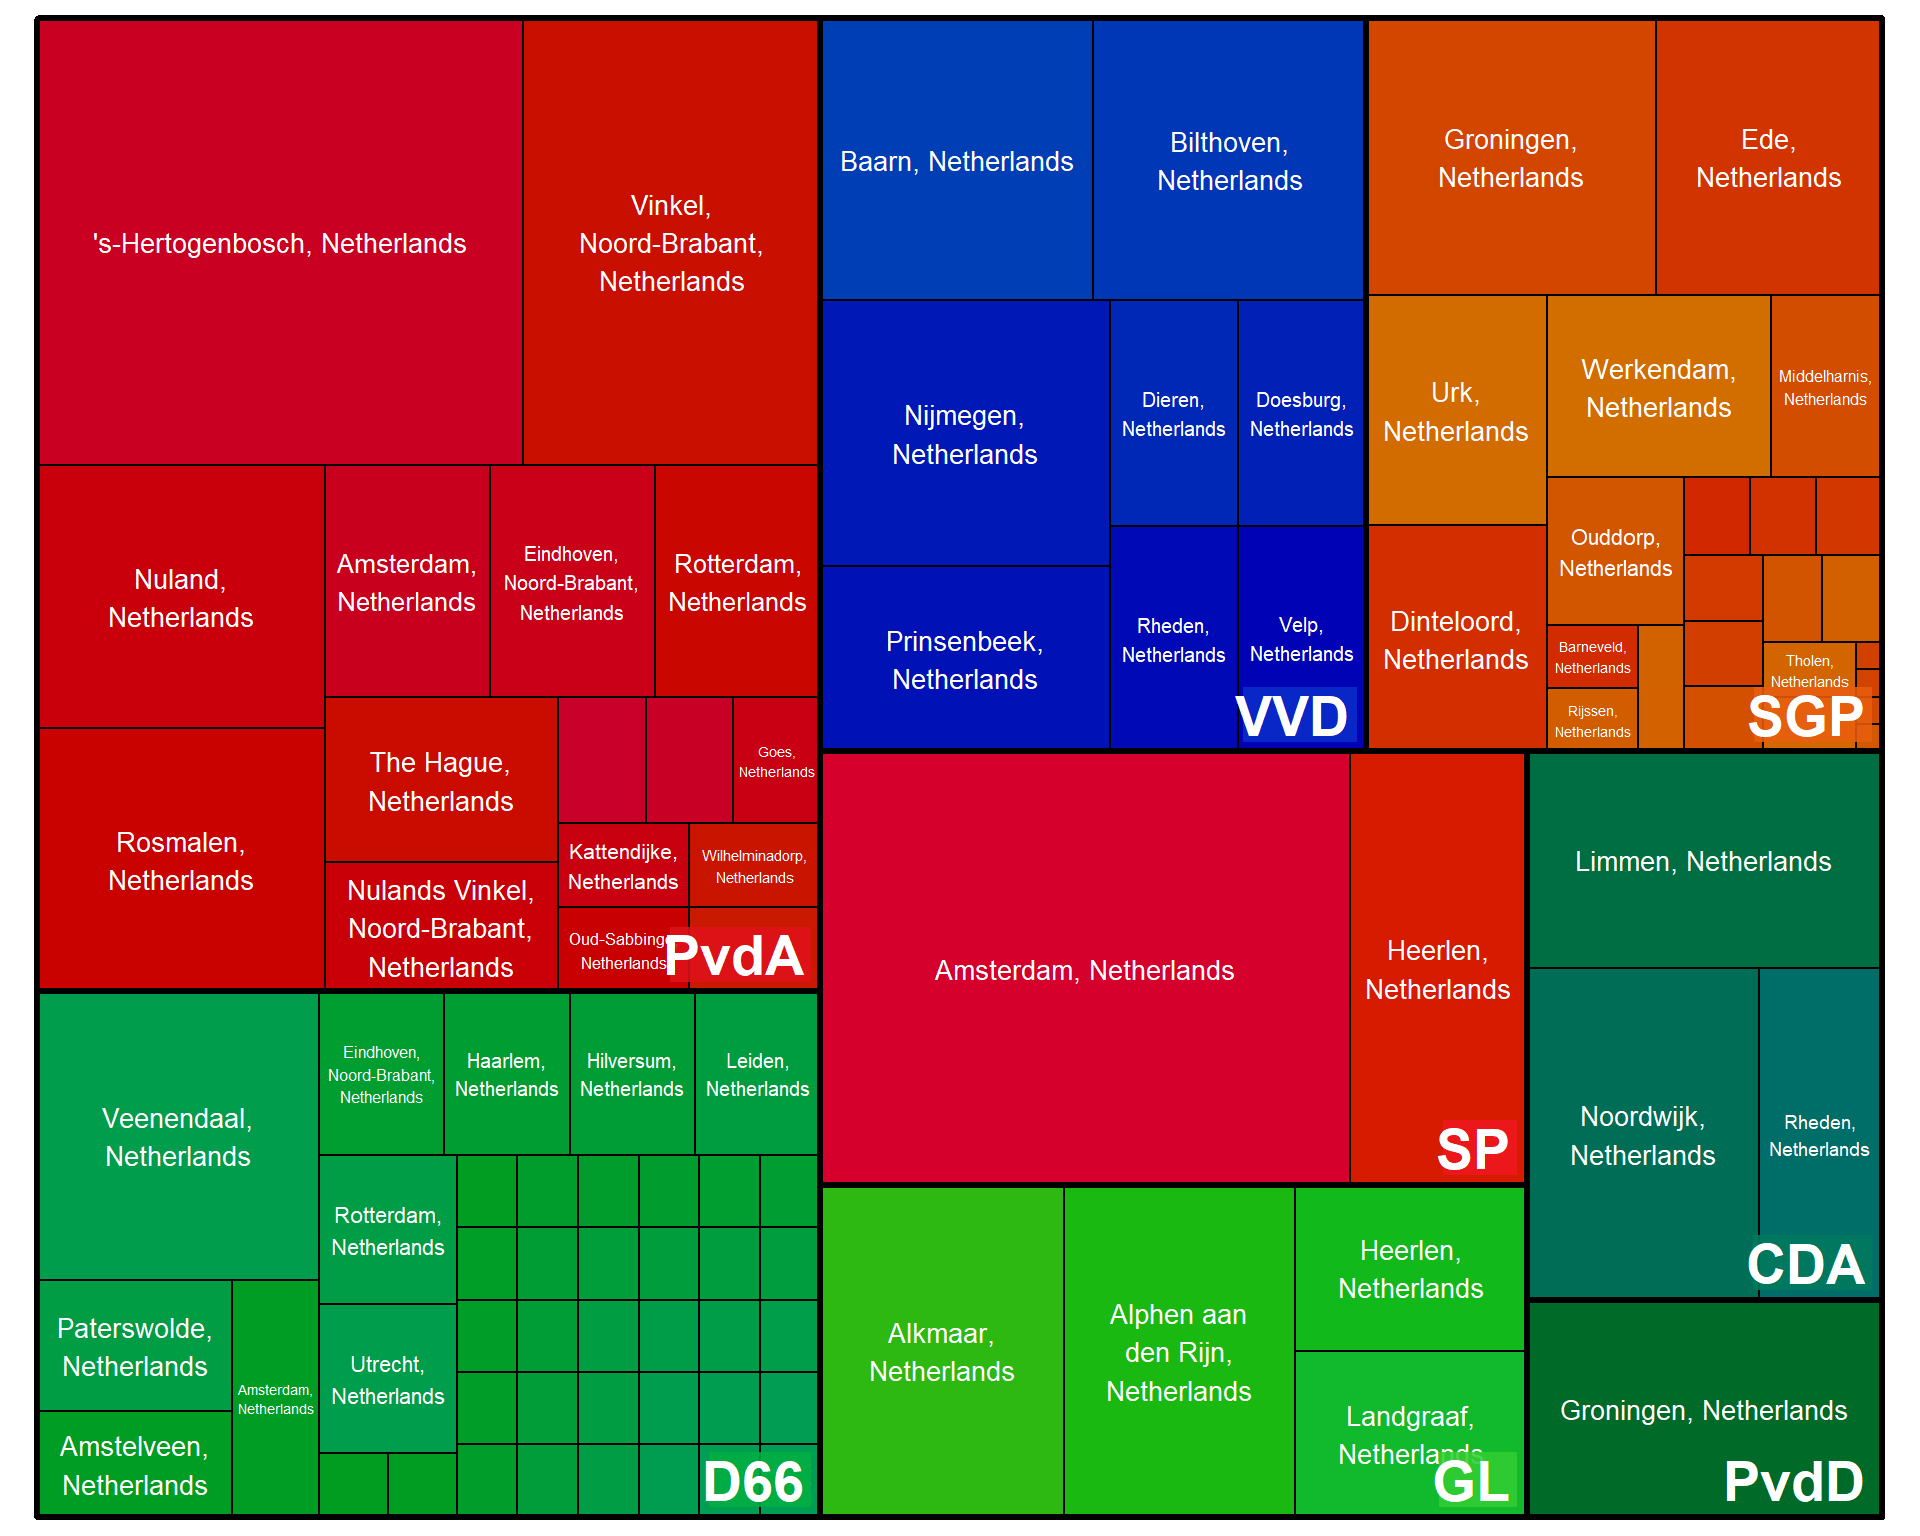 's-Hertogenbosch, Netherlands
Vinkel,
Noord-Brabant,
Netherlands
Nuland,
Netherlands
Amsterdam,
Netherlands
Eindhoven,
Noord-Brabant,
Netherlands
Rotterdam,
Netherlands
Rosmalen,
Netherlands
The Hague,
Netherlands
Nulands Vinkel,
Noord-Brabant,
Netherlands
Goes,
Netherlands
Kattendijke,
Netherlands
Wilhelminadorp,
Netherlands
Netherlands
PvdA
Baarn, Netherlands
Bilthoven,
Netherlands
Nijmegen,
Netherlands
Dieren,
Netherlands
Doesburg,
Netherlands
Prinsenbeek,
Netherlands
Rheden,
Netherlands
Velp,
Netherlands
VVD
Groningen,
Netherlands
Ede,
Netherlands
Urk,
Netherlands
Werkendam,
Netherlands
Middelharnis,
Netherlands
Dinteloord,
Netherlands
Ouddorp,
Netherlands
Barneveld,
Netherlands
Rijssen,
Netherlands
Tholen,
Netherlands
SGP
Veenendaal,
Netherlands
Eindhoven,
Noord-Brabant,
Netherlands
Haarlem,
Netherlands
Hilversum,
Netherlands
Leiden,
Netherlands
Paterswolde,
Netherlands
Amstelveen,
Netherlands
Amsterdam,
Netherlands
Rotterdam,
Netherlands
Utrecht,
Netherlands
D66
Amsterdam, Netherlands
Heerlen,
Netherlands
SP
Alkmaar,
Netherlands
Alphen aan
den Rijn,
Netherlands
Heerlen,
Netherlands
Landgraaf,
Netherlands
GL
Limmen, Netherlands
Noordwijk,
Netherlands
Rheden,
Netherlands
CDA
Groningen, Netherlands
PvdD